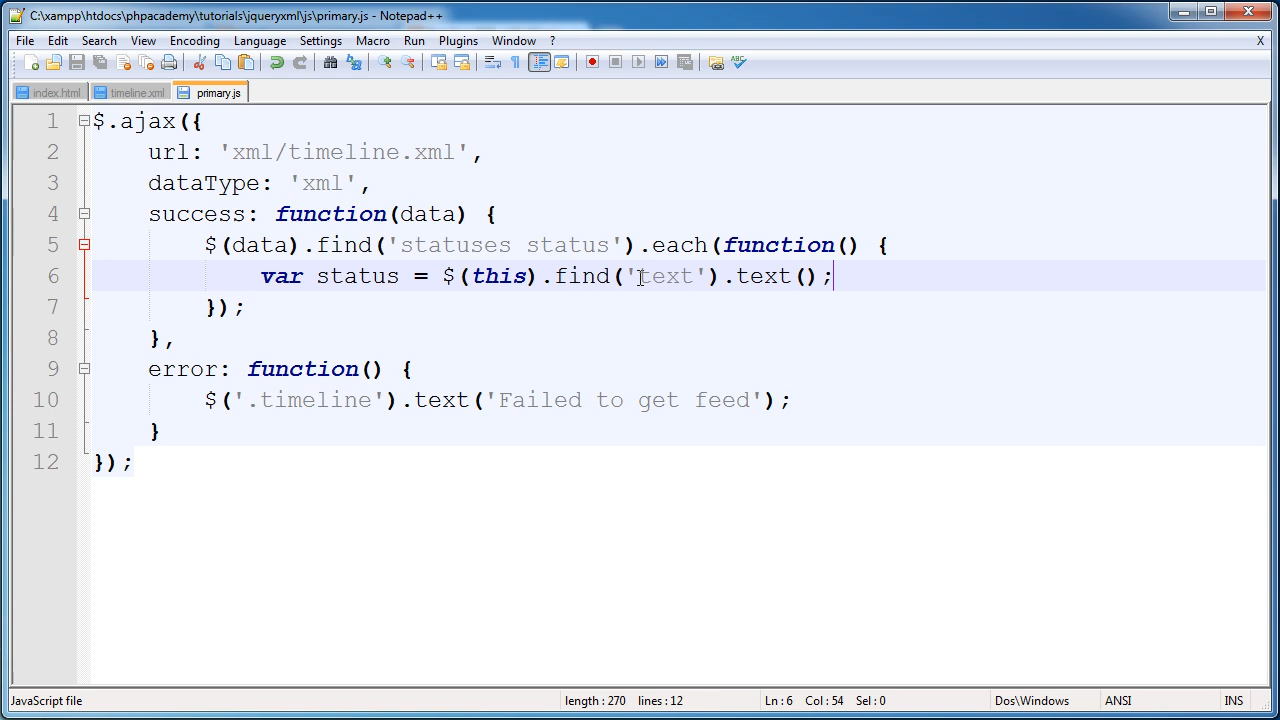 C:\xampp\htdocs\phpacademy\tutorials\jqueryxml\js\primary.js - Notepad++
File Edit Search View Encoding Language Settings Macro Run Plugins Window ? X
index.html timeline.xml primary.js
1 $.ajax({
2 url: 'xml/timeline.xml',
3 dataType: 'xml',
4 success: function(data) {
5 $(data).find('statuses status').each(function() {
6 var status = $(this).find('text').text();
7 });
8 },
9 error: function() {
10 $('.timeline').text('Failed to get feed');
11 }
12 });
JavaScript file length : 270 lines : 12 Ln : 6 Col : 54 Sel : 0 Dos\Windows ANSI INS